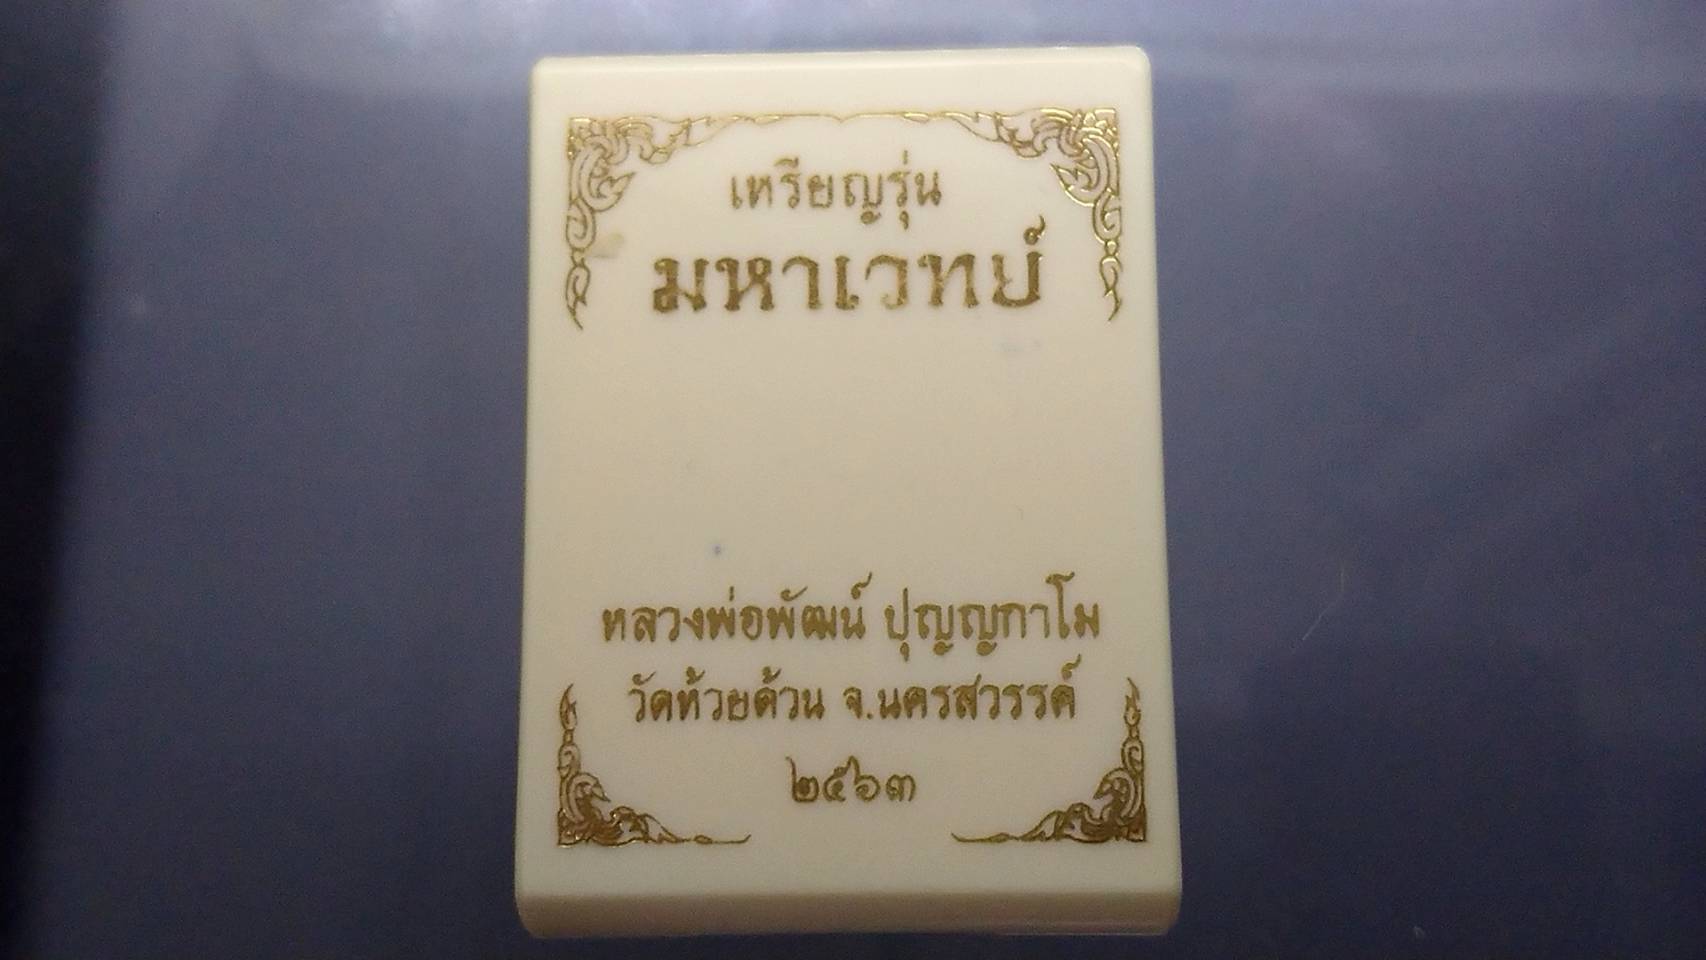 เหรียญรุ่น
มหาเวทย์
หลวงพ่อพัฒน์ ปุญญกาโม
วัดห้วยด้วน จ.นครสวรรค์
๒๕๖๓